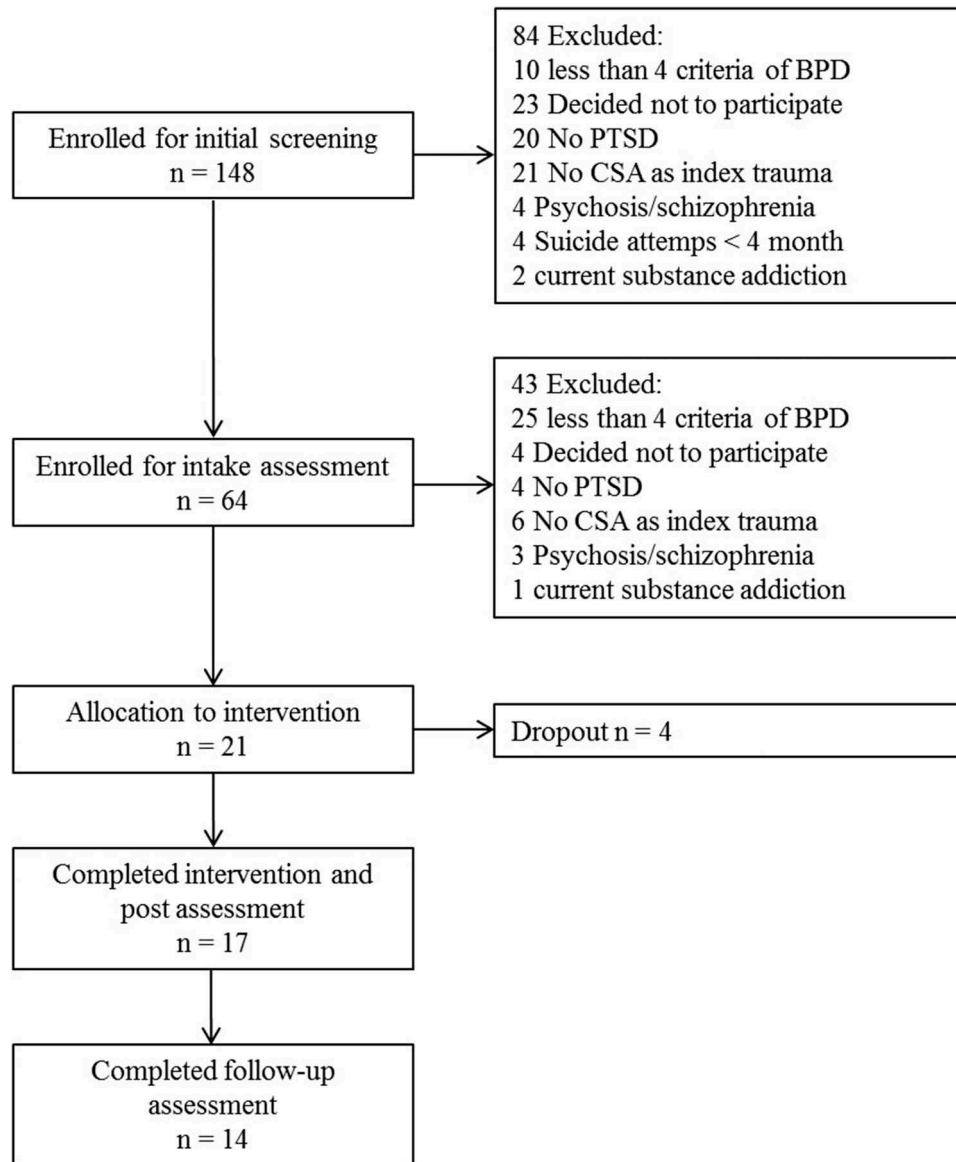 84 Excluded:
10 less than 4 criteria of BPD
23 Decided not to participate
20 No PTSD
21 No CSA as index trauma
4 Psychosis/schizophrenia
4 Suicide attemps < 4 month
2 current substance addiction
Enrolled for initial screening
n = 148
43 Excluded:
25 less than 4 criteria of BPD
4 Decided not to participate
4 No PTSD
6 No CSA as index trauma
3 Psychosis/schizophrenia
1 current substance addiction
Enrolled for intake assessment
n = 64
Allocation to intervention
n = 21
Dropout n = 4
Completed intervention and
post assessment
n = 17
Completed follow-up
assessment
n = 14